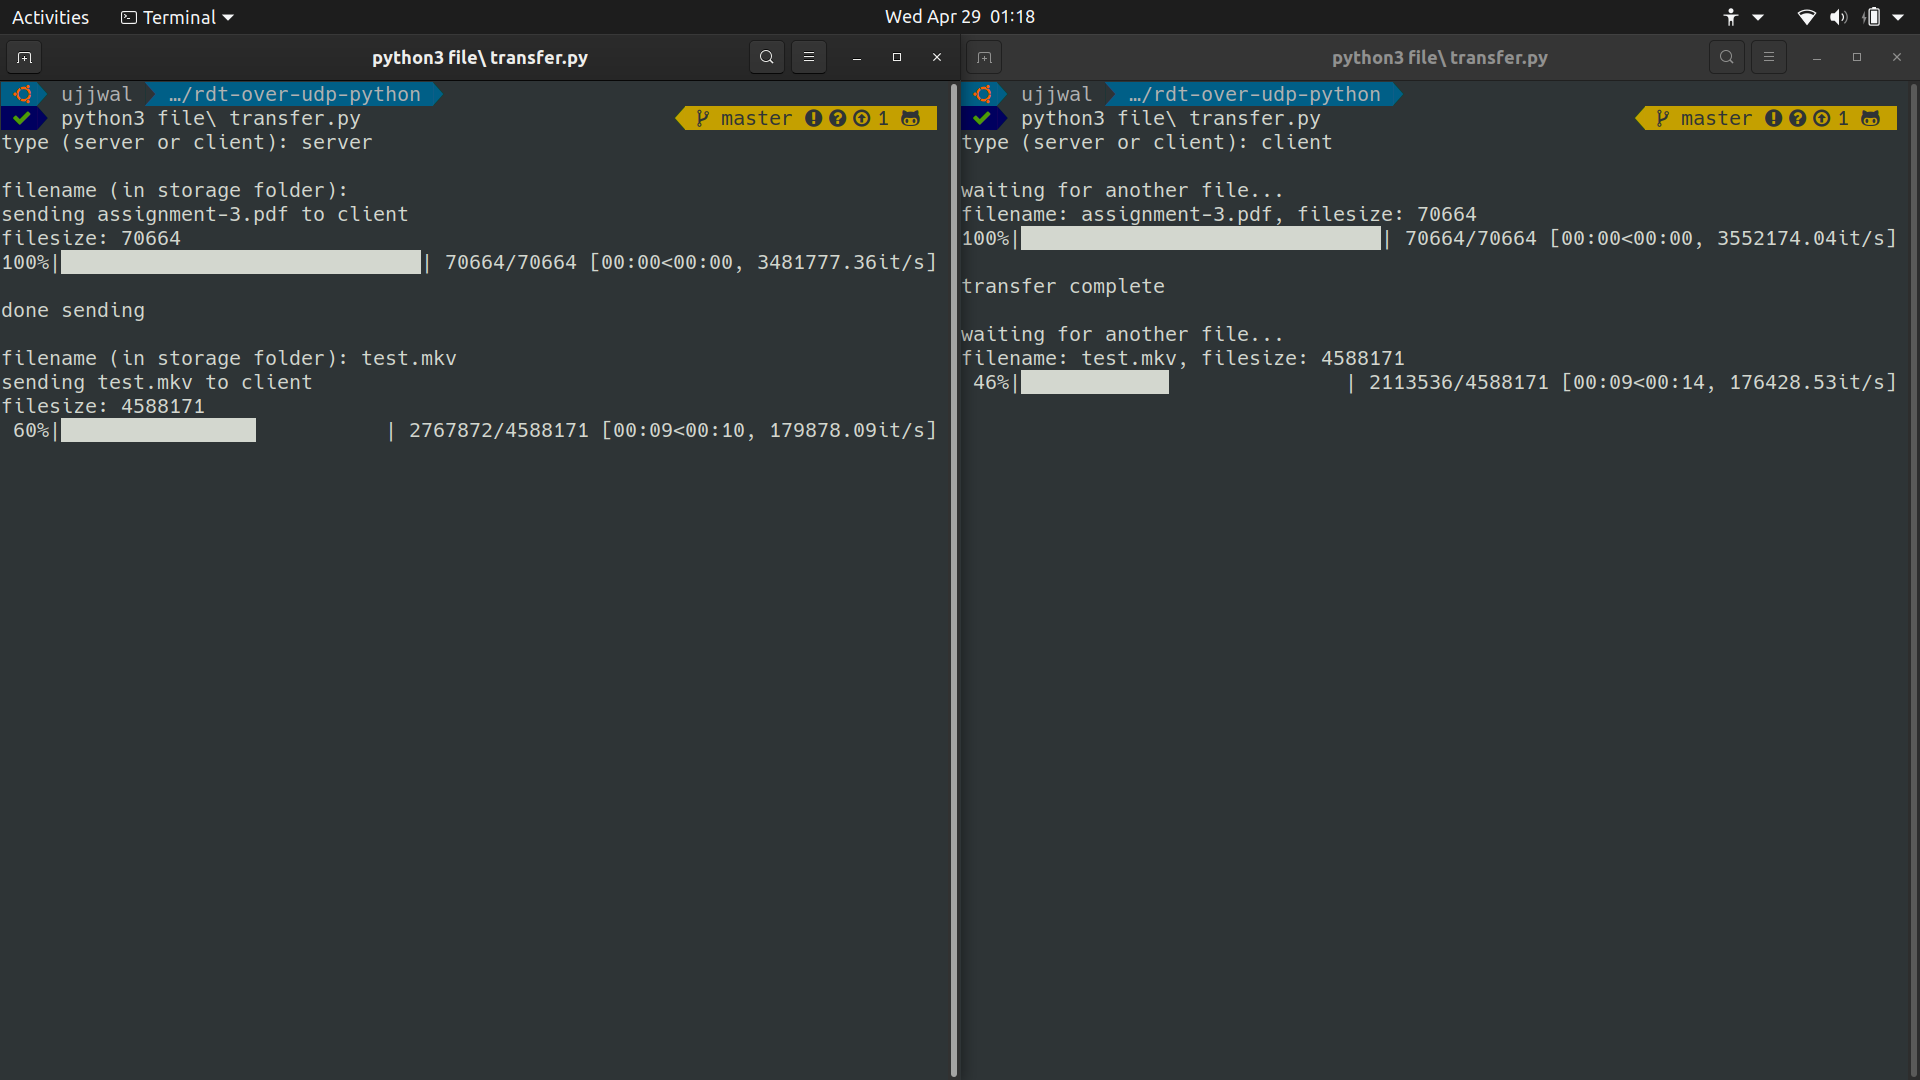 Activities Terminal Wed Apr 29 01:18
python3 file\ transfer.py
ujjwal …/rdt-over-udp-python
python3 file\ transfer.py master 1
type (server or client): server
filename (in storage folder):
sending assignment-3.pdf to client
filesize: 70664
100%| | 70664/70664 [00:00<00:00, 3481777.36it/s]
done sending
filename (in storage folder): test.mkv
sending test.mkv to client
filesize: 4588171
60%| | 2767872/4588171 [00:09<00:10, 179878.09it/s]
python3 file\ transfer.py
ujjwal …/rdt-over-udp-python
python3 file\ transfer.py master 1
type (server or client): client
waiting for another file...
filename: assignment-3.pdf, filesize: 70664
100%| | 70664/70664 [00:00<00:00, 3552174.04it/s]
transfer complete
waiting for another file...
filename: test.mkv, filesize: 4588171
46%| | 2113536/4588171 [00:09<00:14, 176428.53it/s]